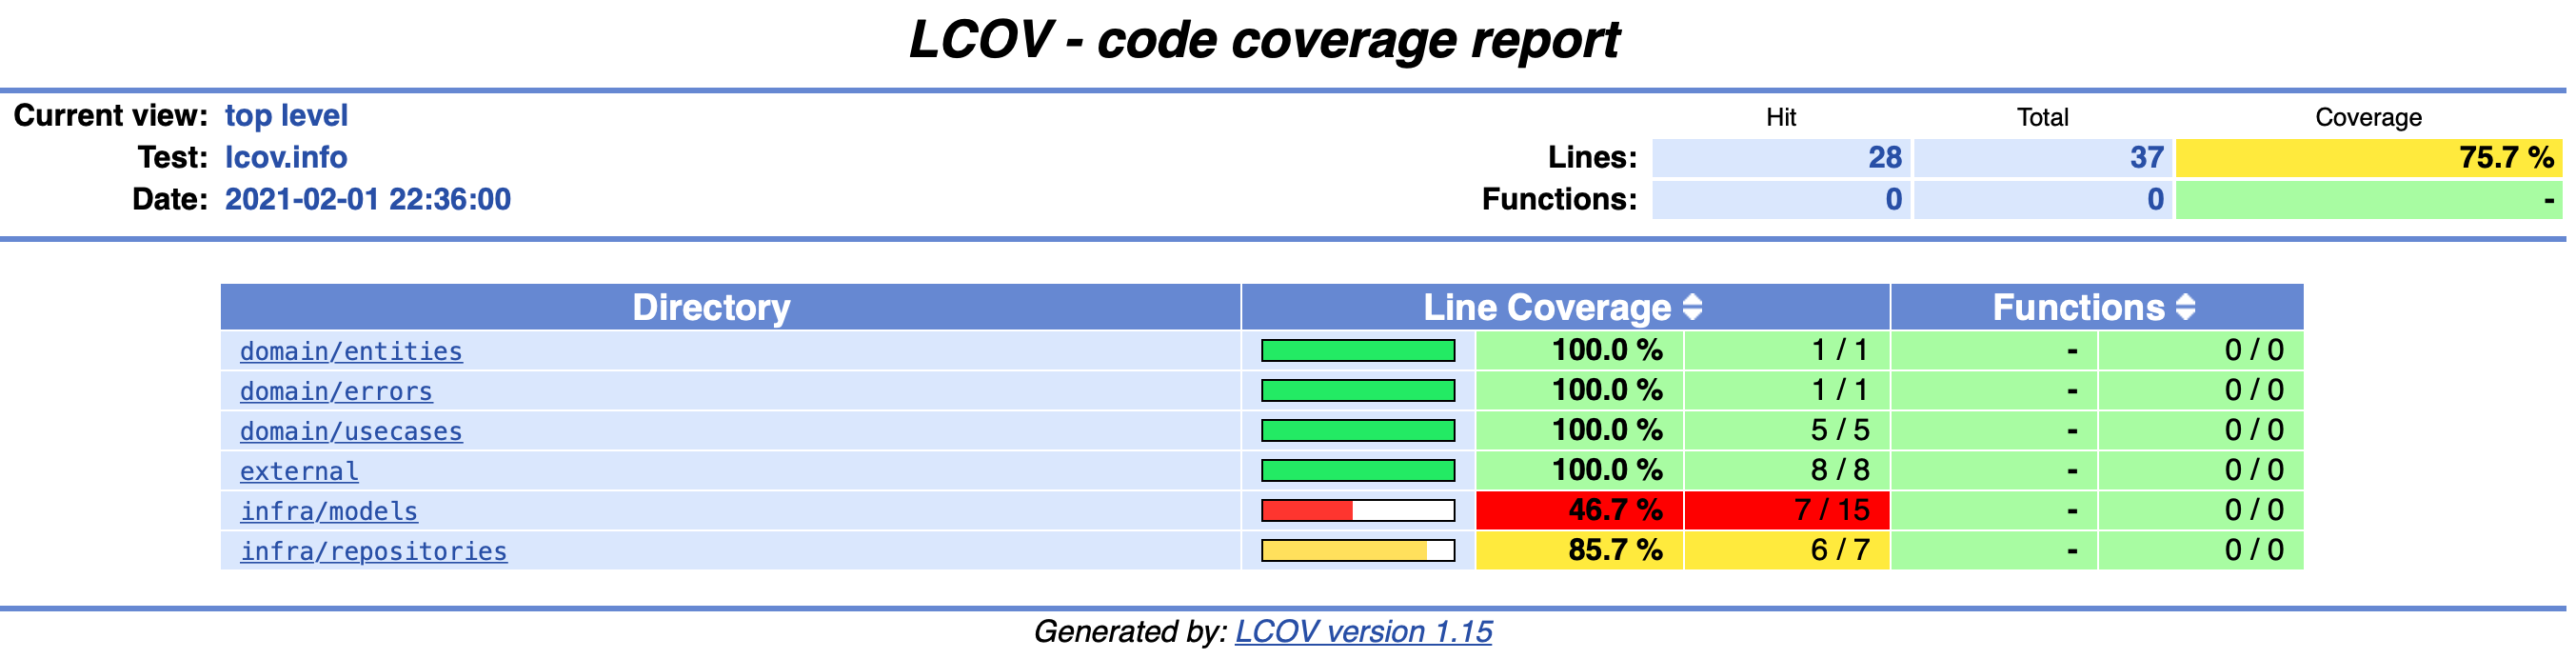 LCOV - code coverage report
Current view: top level Hit Total Coverage
Test: lcov.info Lines: 28 37 75.7 %
Date: 2021-02-01 22:36:00 Functions: 0 0 -
Directory Line Coverage Functions
domain/entities 100.0 % 1 / 1 - 0 / 0
domain/errors 100.0 % 1 / 1 - 0 / 0
domain/usecases 100.0 % 5 / 5 - 0 / 0
external 100.0 % 8 / 8 - 0 / 0
infra/models 46.7 % 7 / 15 - 0 / 0
infra/repositories 85.7 % 6 / 7 - 0 / 0
Generated by: LCOV version 1.15